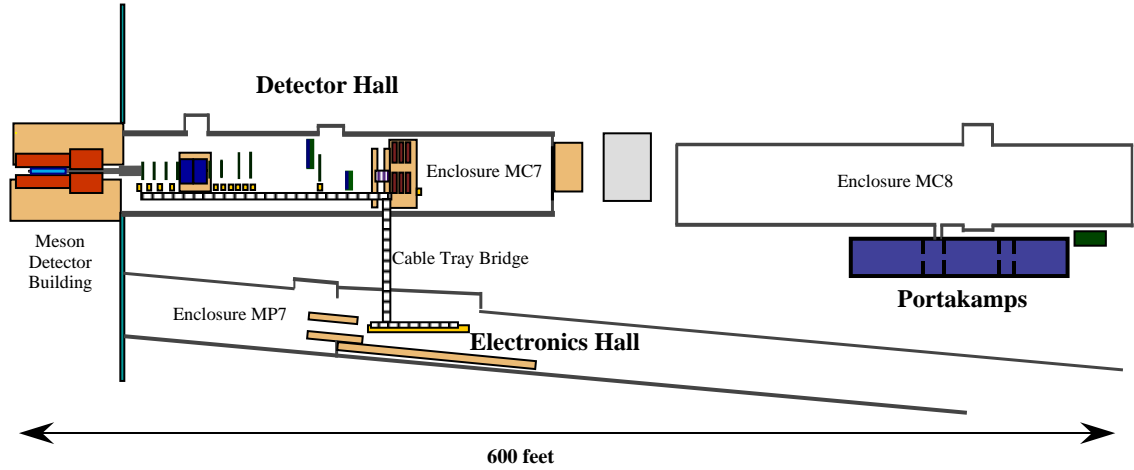 Detector Hall
Enclosure MC7
Enclosure MC8
Meson
Detector
Building
Cable Tray Bridge
Portakamps
Enclosure MP7
Electronics Hall
600 feet